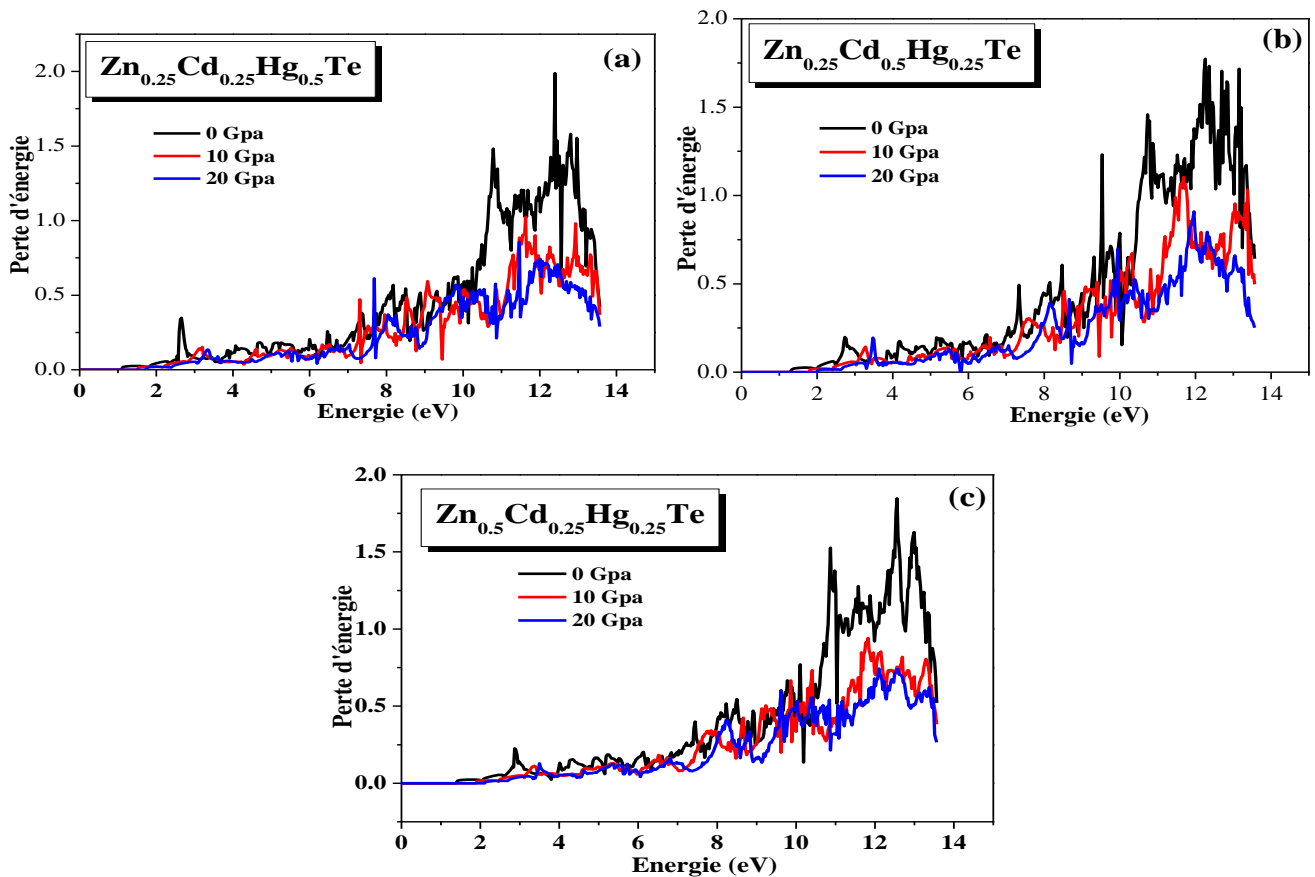 (a)
Zn0.25Cd0.25Hg0.5Te
0 Gpa
10 Gpa
20 Gpa
Perte d'énergie
2.0
1.5
1.0
0.5
0.0
0 2 4 6 8 10 12 14
Energie (eV)
(b)
Zn0.25Cd0.5Hg0.25Te
0 Gpa
10 Gpa
20 Gpa
Perte d'énergie
2.0
1.5
1.0
0.5
0.0
0 2 4 6 8 10 12 14
Energie (eV)
(c)
Zn0.5Cd0.25Hg0.25Te
0 Gpa
10 Gpa
20 Gpa
Perte d'énergie
2.0
1.5
1.0
0.5
0.0
0 2 4 6 8 10 12 14
Energie (eV)